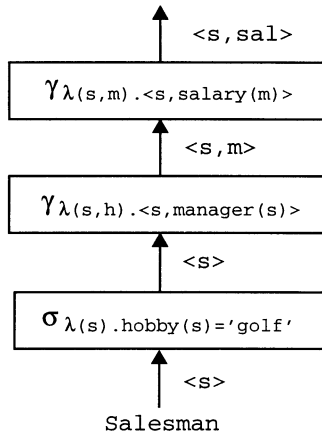 <s,sal>
γλ(s,m).<s,salary(m)>
<s,m>
γλ(s,h).<s,manager(s)>
<s>
σλ(s).hobby(s)='golf'
<s>
Salesman